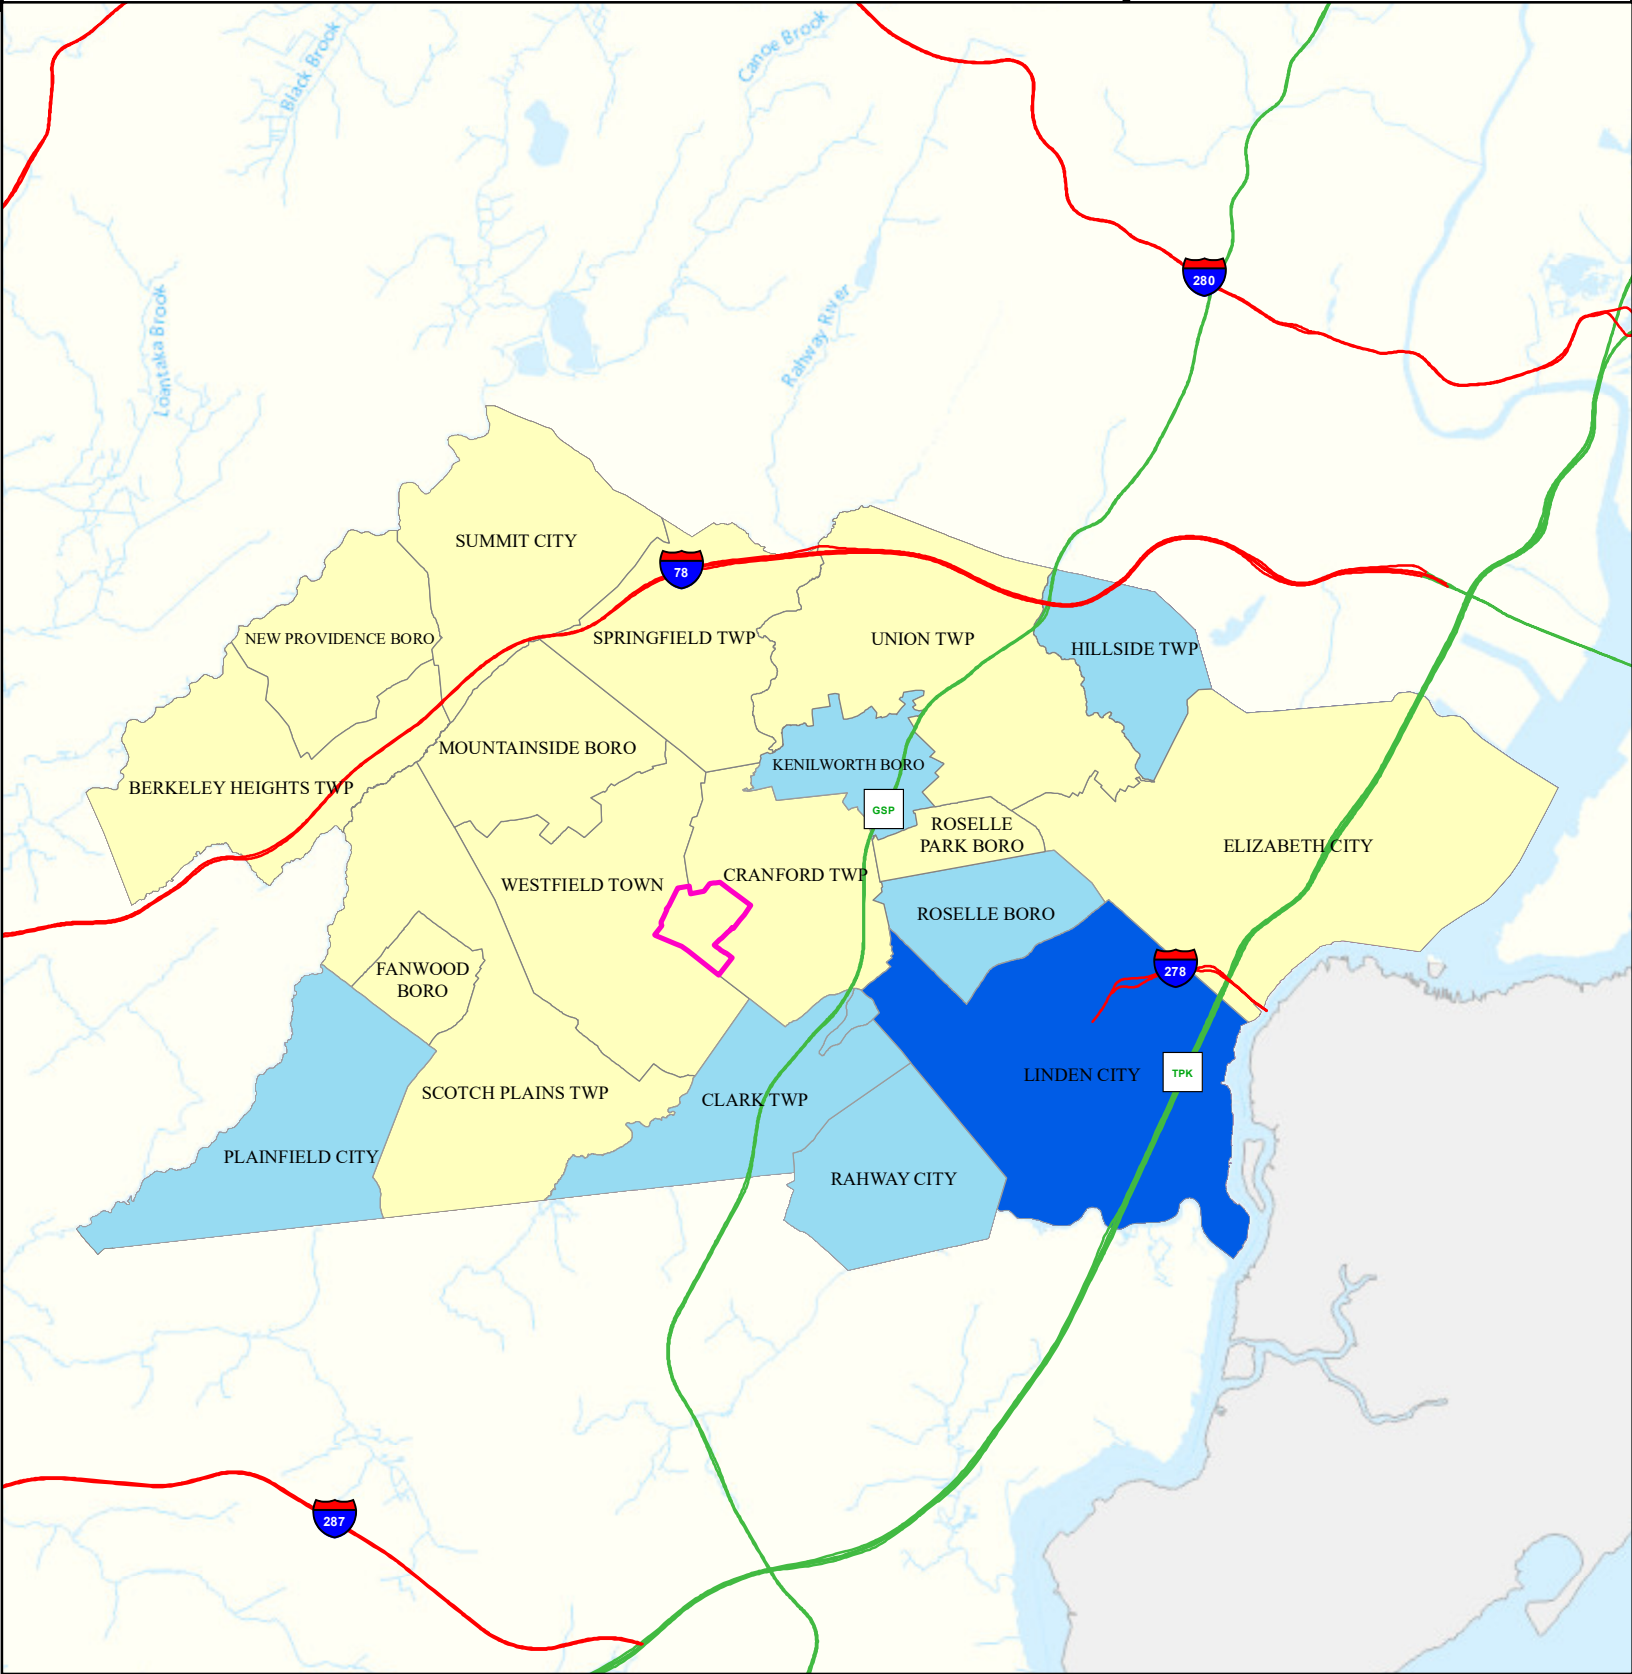 Black Brook
Canoe Brook
280
Loantaka Brook
Rahway River
SUMMIT CITY
78
NEW PROVIDENCE BORO
SPRINGFIELD TWP
UNION TWP
HILLSIDE TWP
MOUNTAINSIDE BORO
KENILWORTH BORO
BERKELEY HEIGHTS TWP
GSP
ROSELLE
PARK BORO
ELIZABETH CITY
WESTFIELD TOWN
CRANFORD TWP
ROSELLE BORO
FANWOOD
BORO
278
LINDEN CITY
TPK
SCOTCH PLAINS TWP
CLARK TWP
PLAINFIELD CITY
RAHWAY CITY
287